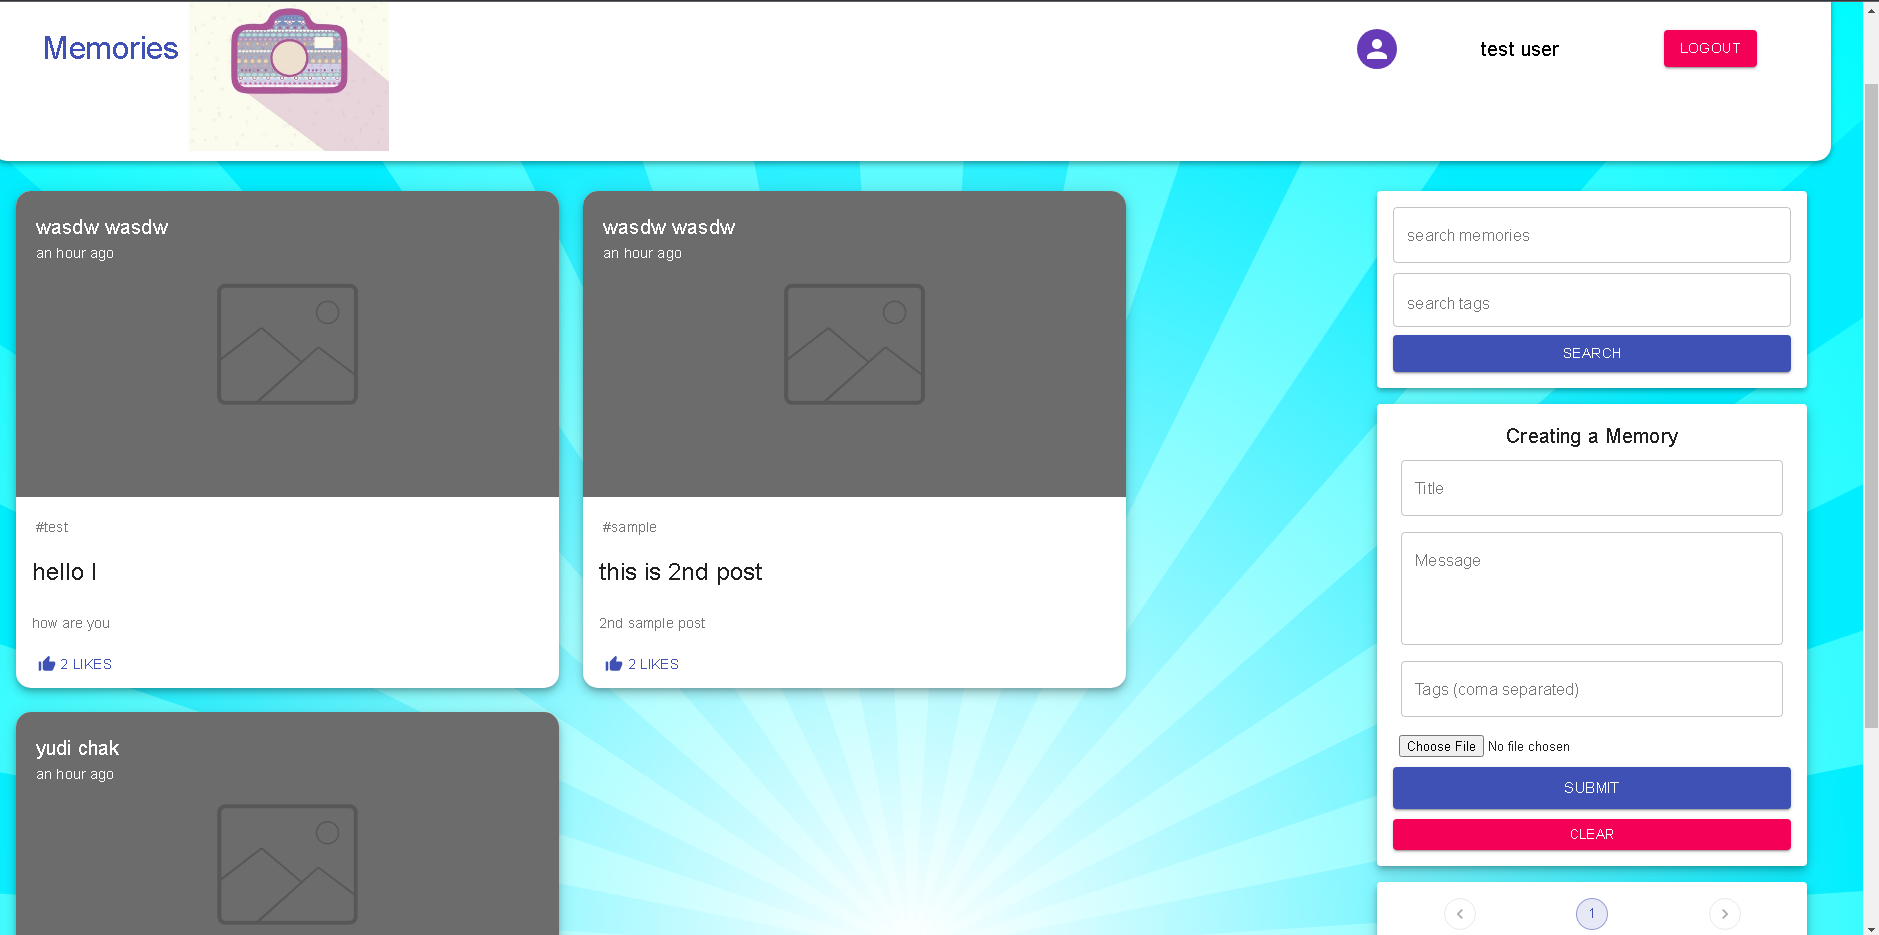 Memories
test user
LOGOUT
wasdw wasdw
an hour ago
#test
hello I
how are you
2 LIKES
wasdw wasdw
an hour ago
#sample
this is 2nd post
2nd sample post
2 LIKES
yudi chak
an hour ago
search memories
search tags
SEARCH
Creating a Memory
Title
Message
Tags (coma separated)
Choose File No file chosen
SUBMIT
CLEAR
1